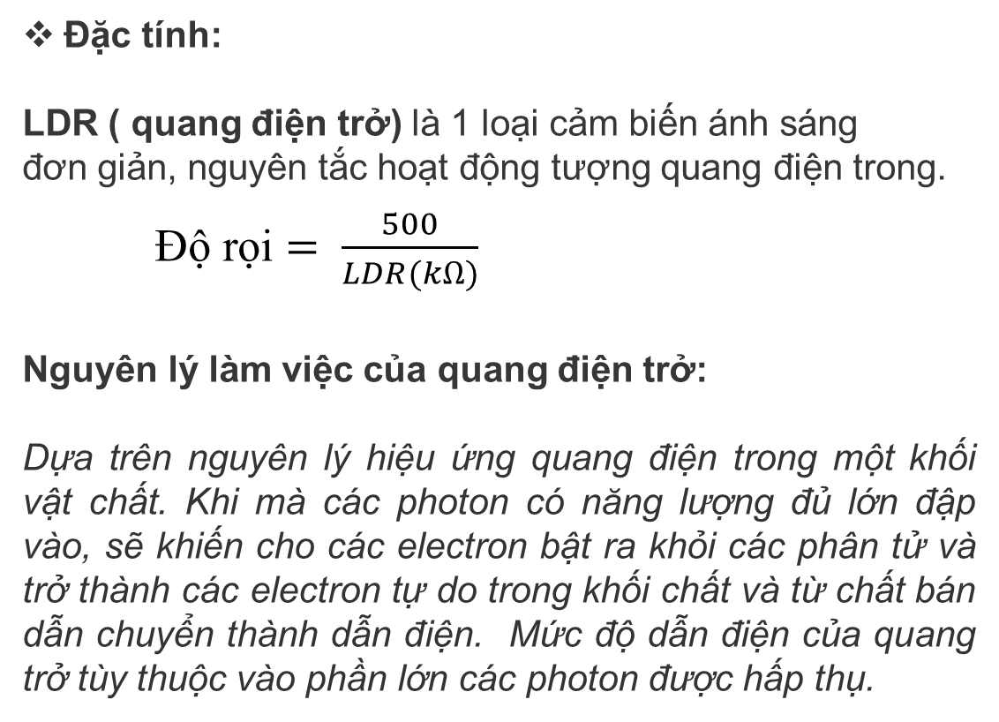 ❖ Đặc tính:
LDR ( quang điện trở) là 1 loại cảm biến ánh sáng
đơn giản, nguyên tắc hoạt động tượng quang điện trong.
Độ rọi = 500 / LDR(kΩ)
Nguyên lý làm việc của quang điện trở:
Dựa trên nguyên lý hiệu ứng quang điện trong một khối
vật chất. Khi mà các photon có năng lượng đủ lớn đập
vào, sẽ khiến cho các electron bật ra khỏi các phân tử và
trở thành các electron tự do trong khối chất và từ chất bán
dẫn chuyển thành dẫn điện. Mức độ dẫn điện của quang
trở tùy thuộc vào phần lớn các photon được hấp thụ.